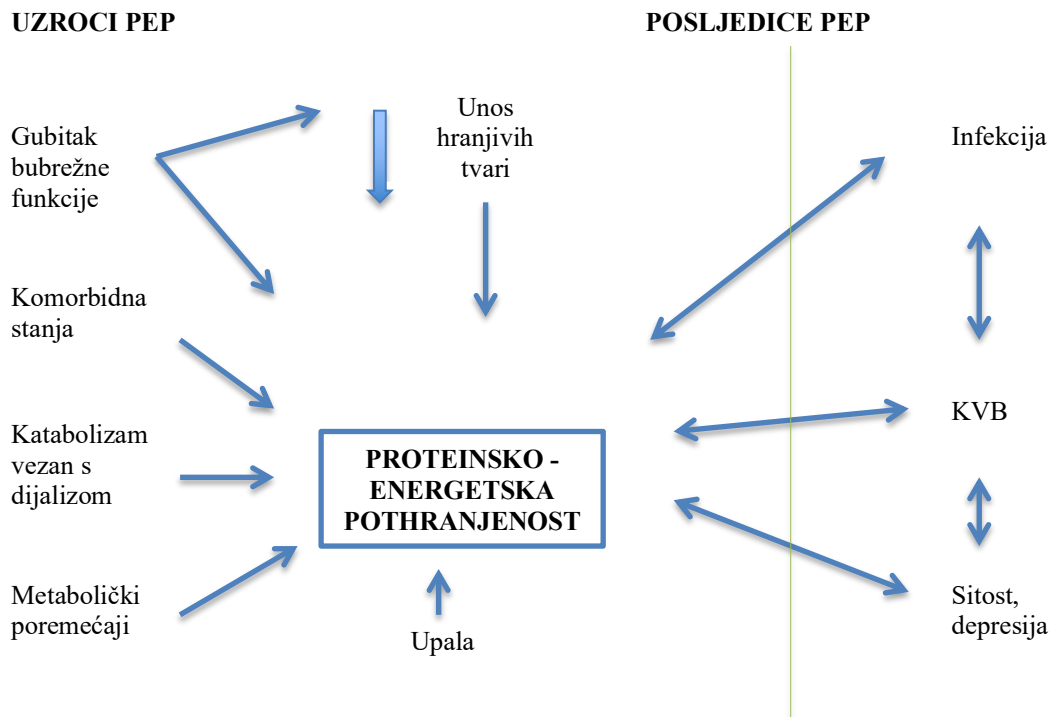 UZROCI PEP
POSLJEDICE PEP
Unos
hranjivih
tvari
Gubitak
bubrežne
funkcije
Infekcija
Komorbidna
stanja
KVB
Katabolizam
vezan s
dijalizom
PROTEINSKO -
ENERGETSKA
POTHRANJENOST
Metabolički
poremećaji
Upala
Sitost,
depresija